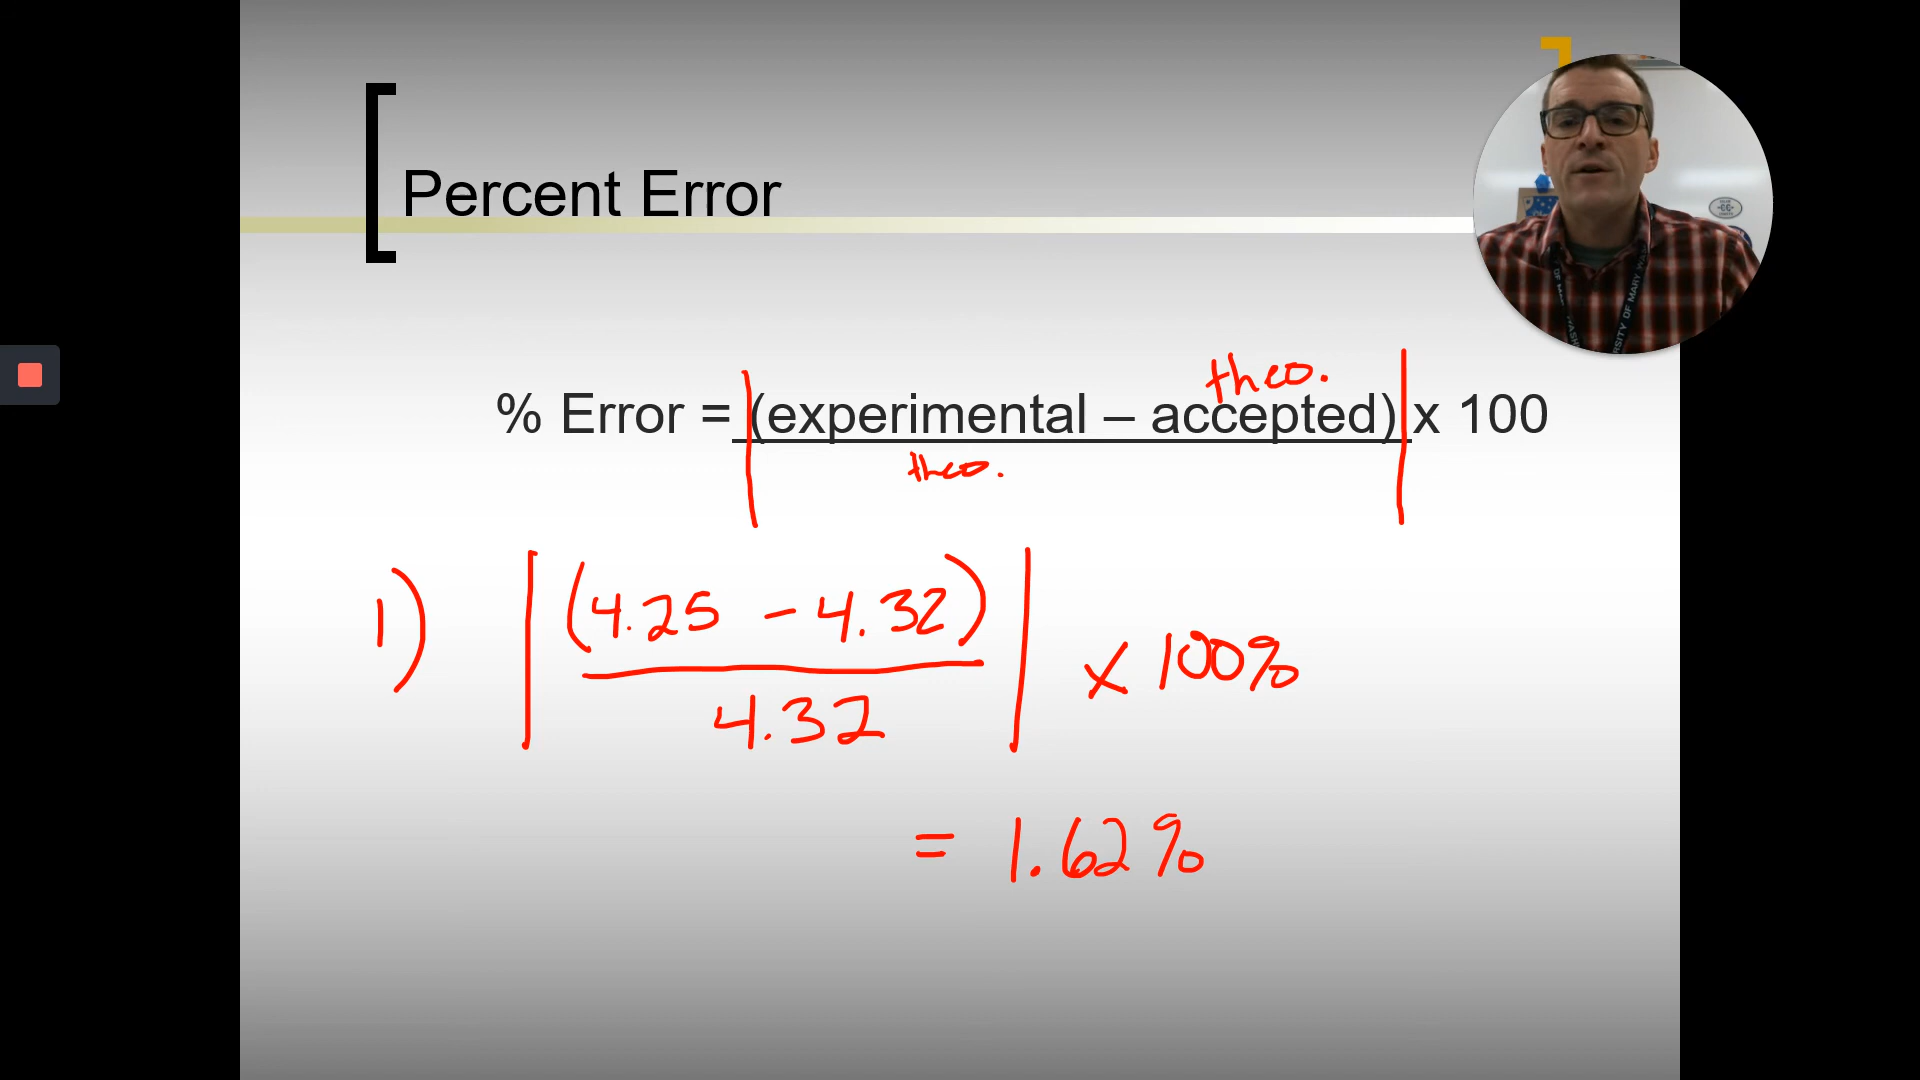 Percent Error
theo.
% Error = (experimental – accepted) x 100
theo.
1) |(4.25 - 4.32)| x 100%
4.32
= 1.62%